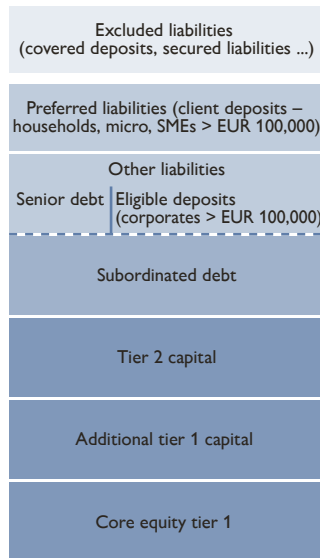 Excluded liabilities
(covered deposits, secured liabilities ...)
Preferred liabilities (client deposits –
households, micro, SMEs > EUR 100,000)
Other liabilities
Senior debt
Eligible deposits
(corporates > EUR 100,000)
Subordinated debt
Tier 2 capital
Additional tier 1 capital
Core equity tier 1